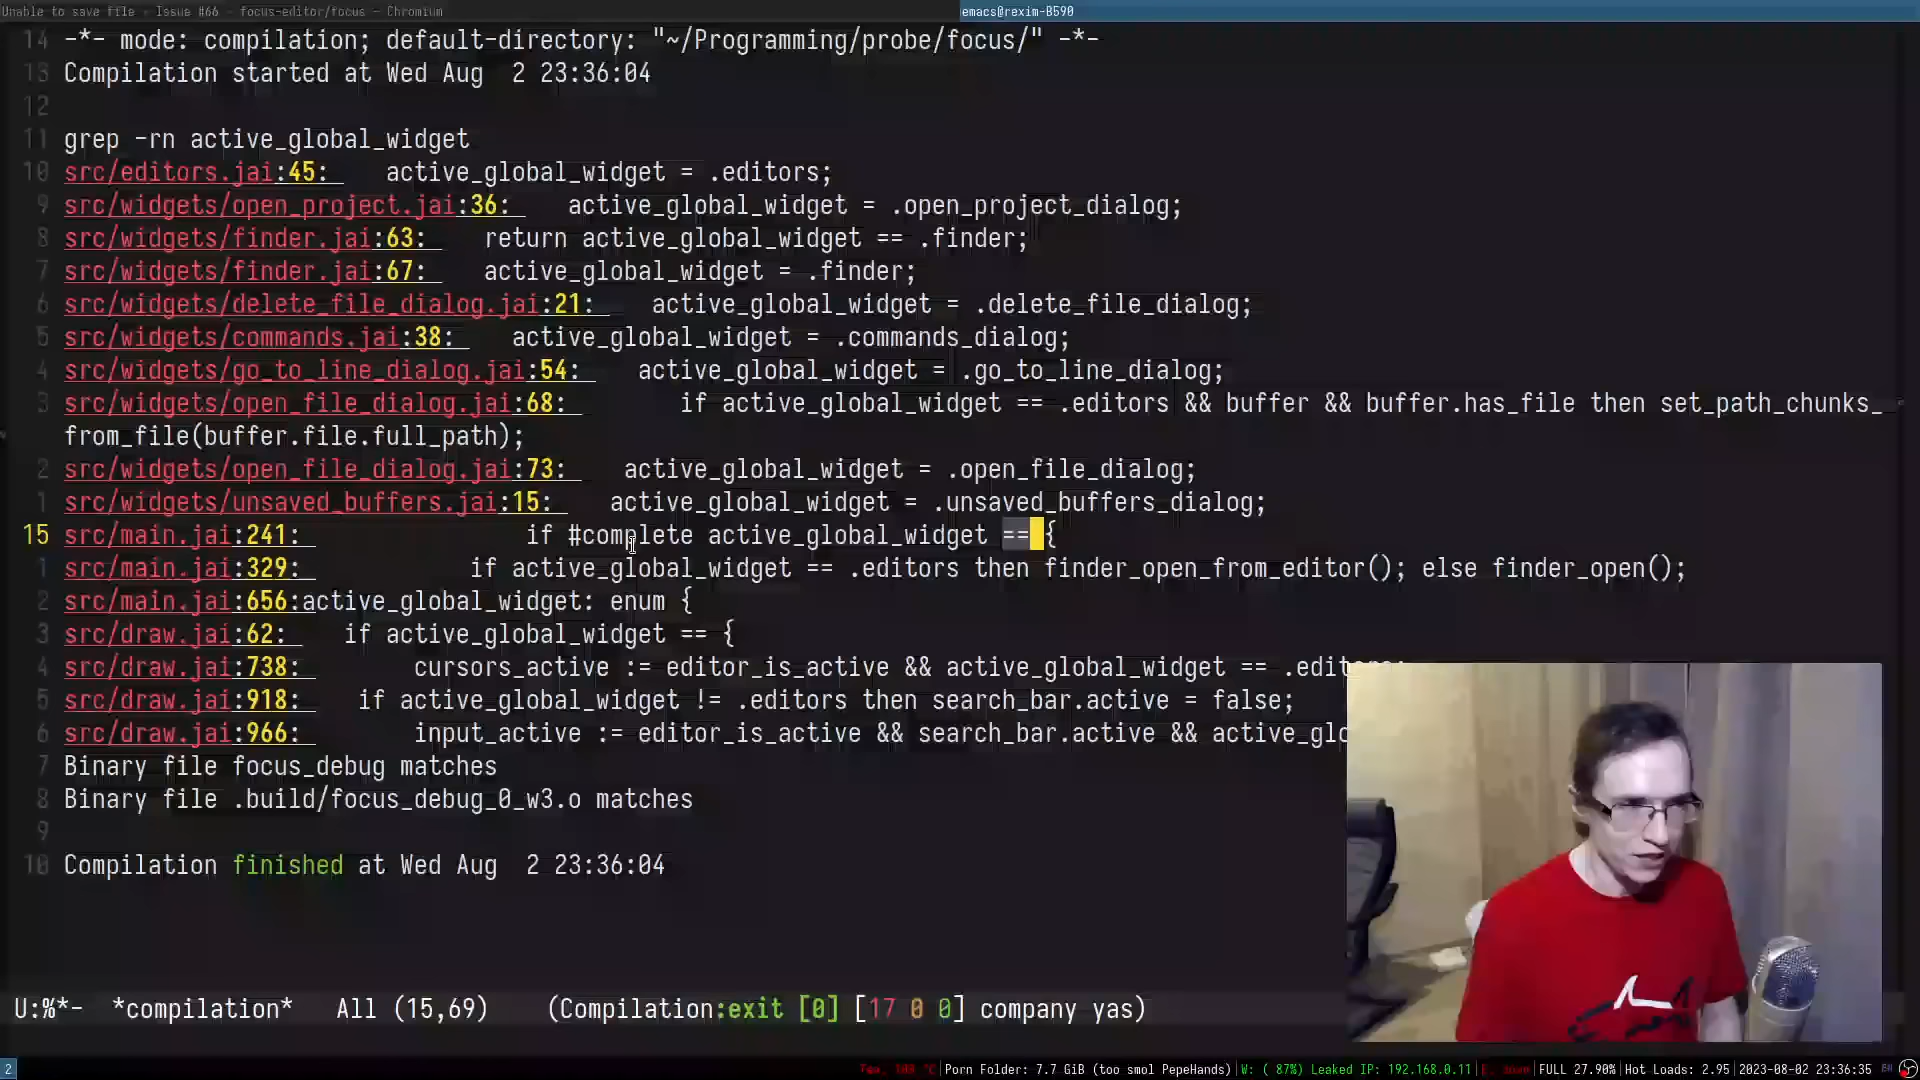 Unable to save file · Issue #66 · focus-editor/focus - Chromium
emacs@rexim-B590
14 -*- mode: compilation; default-directory: "~/Programming/probe/focus/" -*-
13 Compilation started at Wed Aug  2 23:36:04
12
11 grep -rn active_global_widget
10 src/editors.jai:45:    active_global_widget = .editors;
9 src/widgets/open_project.jai:36:    active_global_widget = .open_project_dialog;
8 src/widgets/finder.jai:63:    return active_global_widget == .finder;
7 src/widgets/finder.jai:67:    active_global_widget = .finder;
6 src/widgets/delete_file_dialog.jai:21:    active_global_widget = .delete_file_dialog;
5 src/widgets/commands.jai:38:    active_global_widget = .commands_dialog;
4 src/widgets/go_to_line_dialog.jai:54:    active_global_widget = .go_to_line_dialog;
3 src/widgets/open_file_dialog.jai:68:        if active_global_widget == .editors && buffer && buffer.has_file then set_path_chunks_
from_file(buffer.file.full_path);
2 src/widgets/open_file_dialog.jai:73:    active_global_widget = .open_file_dialog;
1 src/widgets/unsaved_buffers.jai:15:    active_global_widget = .unsaved_buffers_dialog;
15 src/main.jai:241:                if #complete active_global_widget == {
1 src/main.jai:329:            if active_global_widget == .editors then finder_open_from_editor(); else finder_open();
2 src/main.jai:656:active_global_widget: enum {
3 src/draw.jai:62:    if active_global_widget == {
4 src/draw.jai:738:        cursors_active := editor_is_active && active_global_widget == .editors;
5 src/draw.jai:918:    if active_global_widget != .editors then search_bar.active = false;
6 src/draw.jai:966:        input_active := editor_is_active && search_bar.active && active_glo
7 Binary file focus_debug matches
8 Binary file .build/focus_debug_0_w3.o matches
9
10 Compilation finished at Wed Aug  2 23:36:04
U:%*-  *compilation*   All (15,69)    (Compilation:exit [0] [17 0 0] company yas)
2
Porn Folder: 7.7 GiB (too smol PepeHands)|W: ( 87%) Leaked IP: 192.168.0.11|E: down|FULL 27.90%|Hot Loads: 2.95|2023-08-02 23:36:35